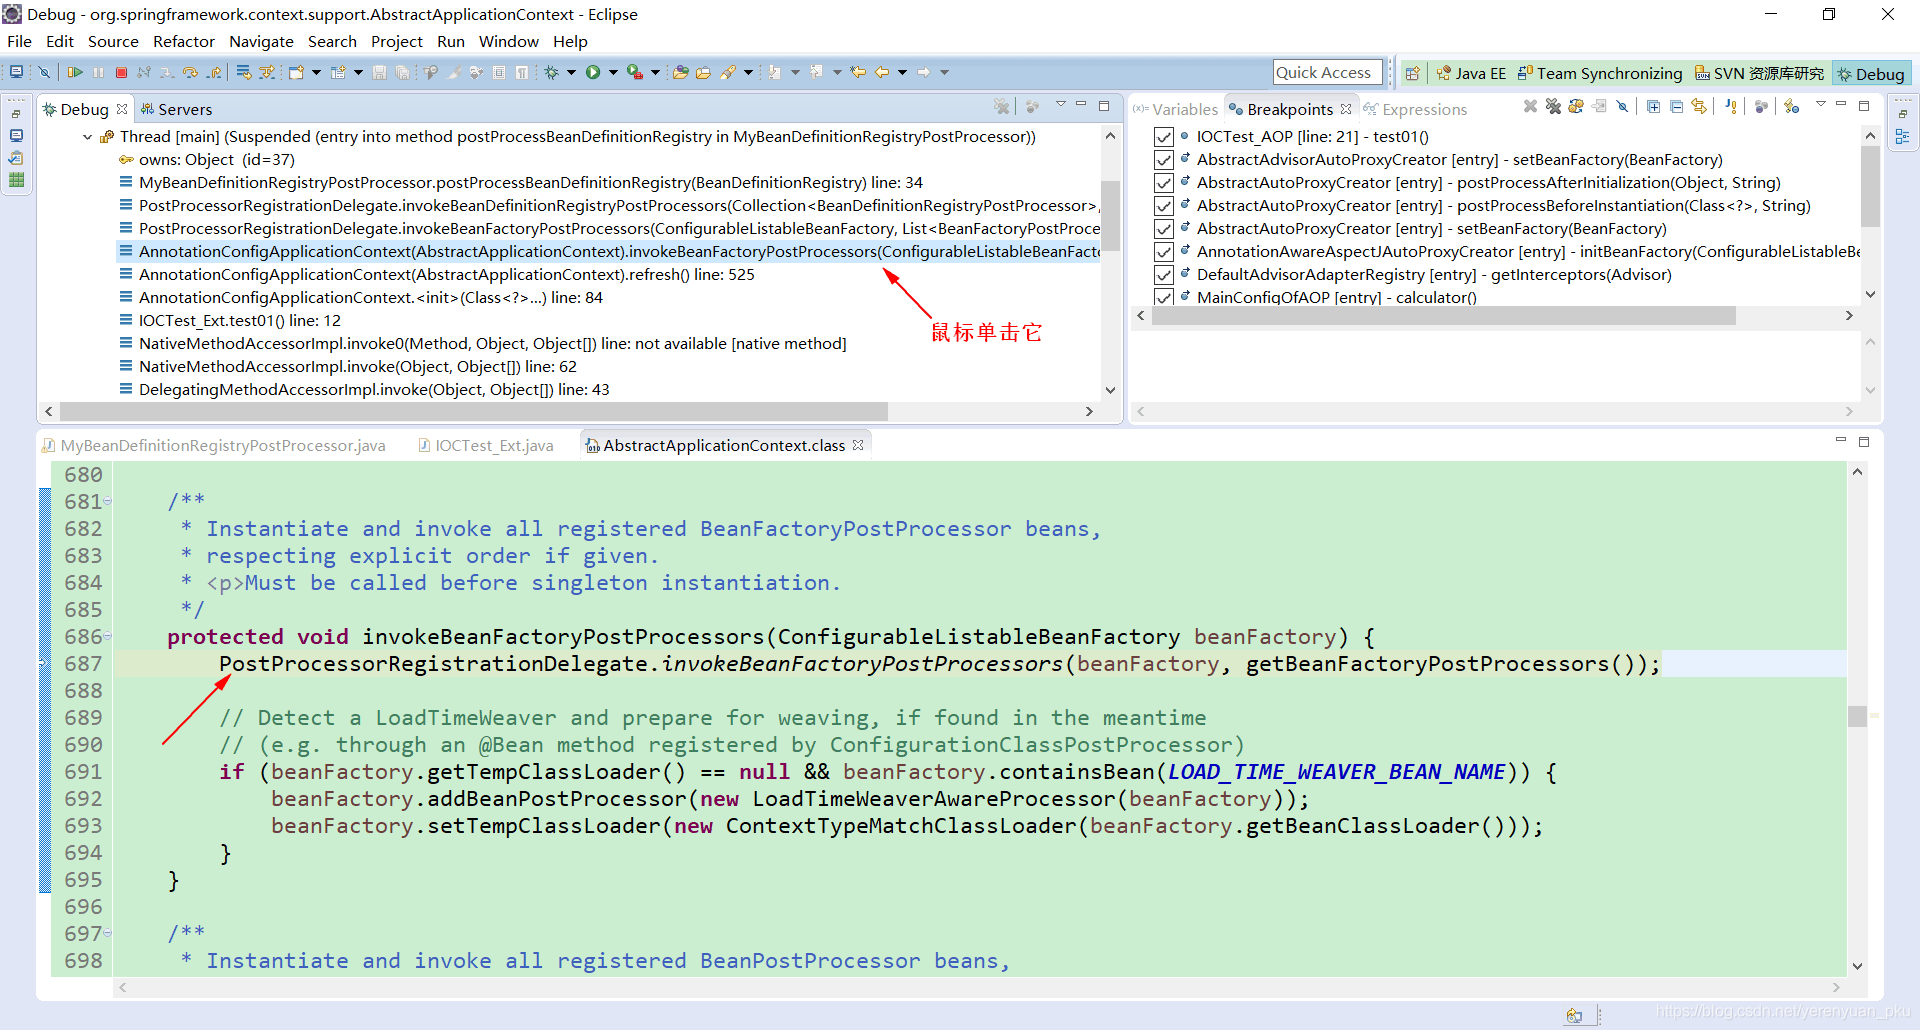 Debug - org.springframework.context.support.AbstractApplicationContext - Eclipse
File Edit Source Refactor Navigate Search Project Run Window Help
Quick Access Java EE Team Synchronizing SVN 资源库研究 Debug
Debug Servers
Thread [main] (Suspended (entry into method postProcessBeanDefinitionRegistry in MyBeanDefinitionRegistryPostProcessor))
owns: Object (id=37)
MyBeanDefinitionRegistryPostProcessor.postProcessBeanDefinitionRegistry(BeanDefinitionRegistry) line: 34
PostProcessorRegistrationDelegate.invokeBeanDefinitionRegistryPostProcessors(Collection<BeanDefinitionRegistryPostProcessor>,
PostProcessorRegistrationDelegate.invokeBeanFactoryPostProcessors(ConfigurableListableBeanFactory, List<BeanFactoryPostProce
AnnotationConfigApplicationContext(AbstractApplicationContext).invokeBeanFactoryPostProcessors(ConfigurableListableBeanFact
AnnotationConfigApplicationContext(AbstractApplicationContext).refresh() line: 525
AnnotationConfigApplicationContext.<init>(Class<?>...) line: 84
IOCTest_Ext.test01() line: 12
NativeMethodAccessorImpl.invoke0(Method, Object, Object[]) line: not available [native method]
NativeMethodAccessorImpl.invoke(Object, Object[]) line: 62
DelegatingMethodAccessorImpl.invoke(Object, Object[]) line: 43
鼠标单击它
(x)= Variables Breakpoints Expressions
IOCTest_AOP [line: 21] - test01()
AbstractAdvisorAutoProxyCreator [entry] - setBeanFactory(BeanFactory)
AbstractAutoProxyCreator [entry] - postProcessAfterInitialization(Object, String)
AbstractAutoProxyCreator [entry] - postProcessBeforeInstantiation(Class<?>, String)
AbstractAutoProxyCreator [entry] - setBeanFactory(BeanFactory)
AnnotationAwareAspectJAutoProxyCreator [entry] - initBeanFactory(ConfigurableListableBe
DefaultAdvisorAdapterRegistry [entry] - getInterceptors(Advisor)
MainConfigOfAOP [entry] - calculator()
MyBeanDefinitionRegistryPostProcessor.java IOCTest_Ext.java AbstractApplicationContext.class
680
681 /**
682 * Instantiate and invoke all registered BeanFactoryPostProcessor beans,
683 * respecting explicit order if given.
684 * <p>Must be called before singleton instantiation.
685 */
686 protected void invokeBeanFactoryPostProcessors(ConfigurableListableBeanFactory beanFactory) {
687 PostProcessorRegistrationDelegate.invokeBeanFactoryPostProcessors(beanFactory, getBeanFactoryPostProcessors());
688
689 // Detect a LoadTimeWeaver and prepare for weaving, if found in the meantime
690 // (e.g. through an @Bean method registered by ConfigurationClassPostProcessor)
691 if (beanFactory.getTempClassLoader() == null && beanFactory.containsBean(LOAD_TIME_WEAVER_BEAN_NAME)) {
692 beanFactory.addBeanPostProcessor(new LoadTimeWeaverAwareProcessor(beanFactory));
693 beanFactory.setTempClassLoader(new ContextTypeMatchClassLoader(beanFactory.getBeanClassLoader()));
694 }
695 }
696
697 /**
698 * Instantiate and invoke all registered BeanPostProcessor beans,
https://blog.csdn.net/yerenyuan_pku